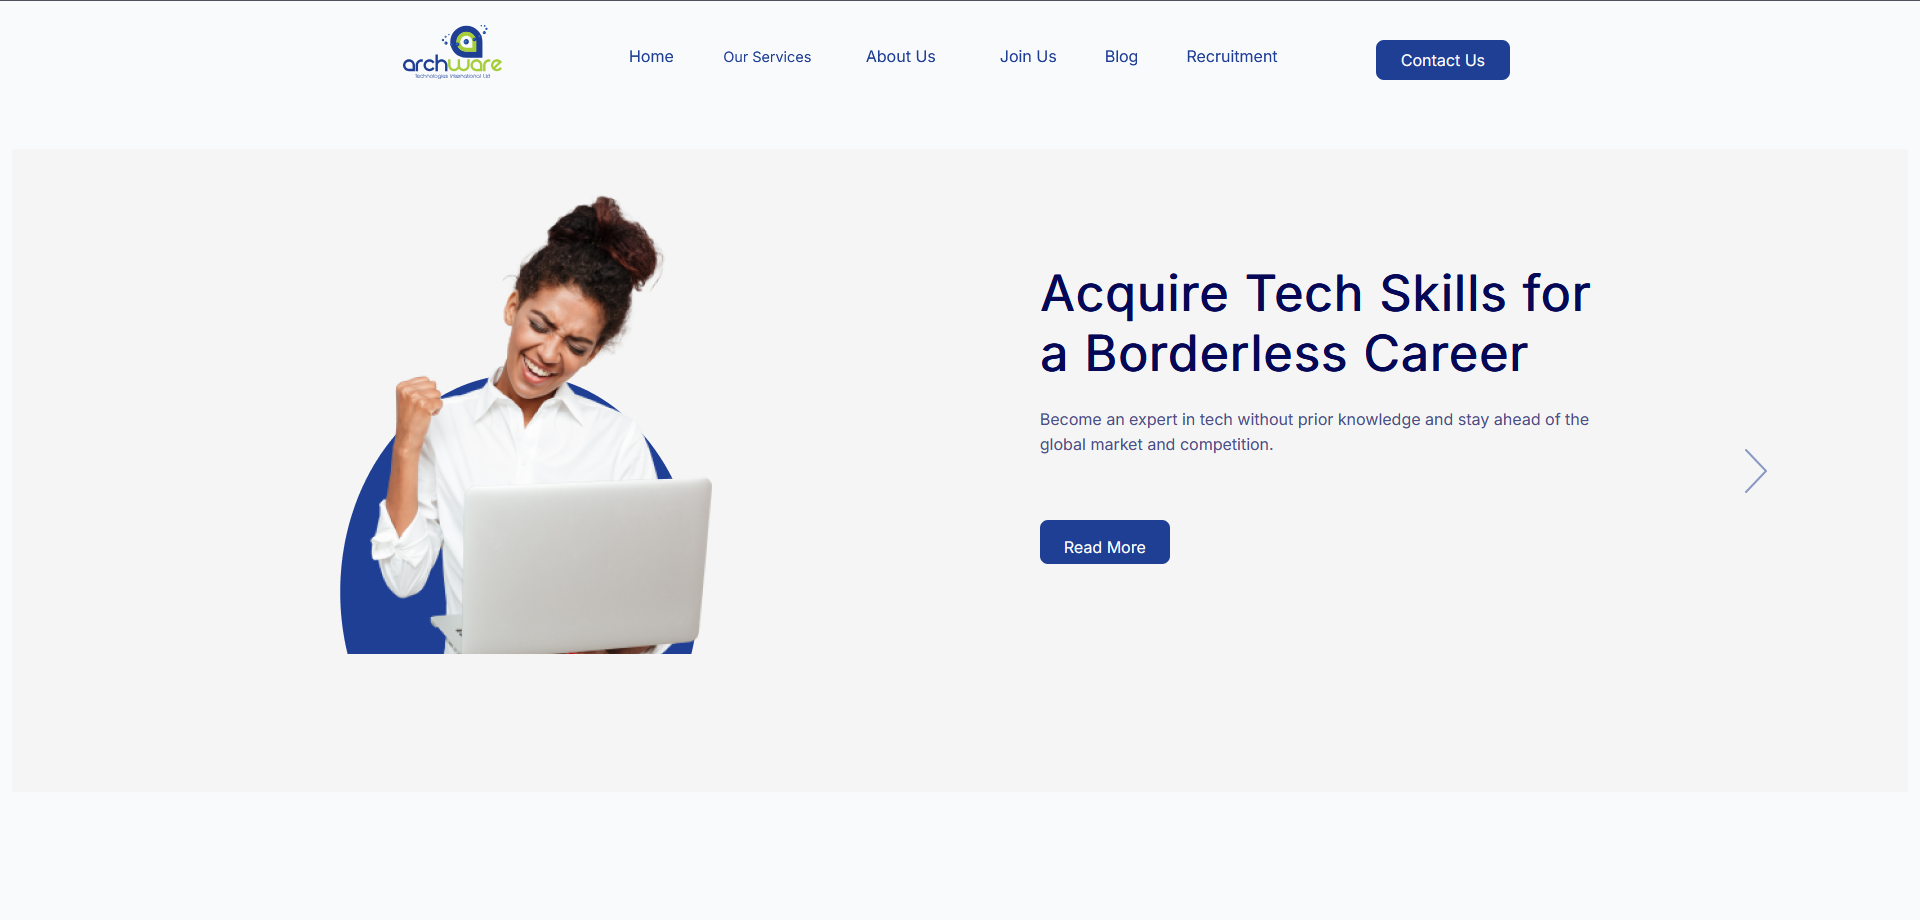 archware
Technologies International Ltd
Home
Our Services
About Us
Join Us
Blog
Recruitment
Contact Us
Acquire Tech Skills for
a Borderless Career
Become an expert in tech without prior knowledge and stay ahead of the
global market and competition.
Read More